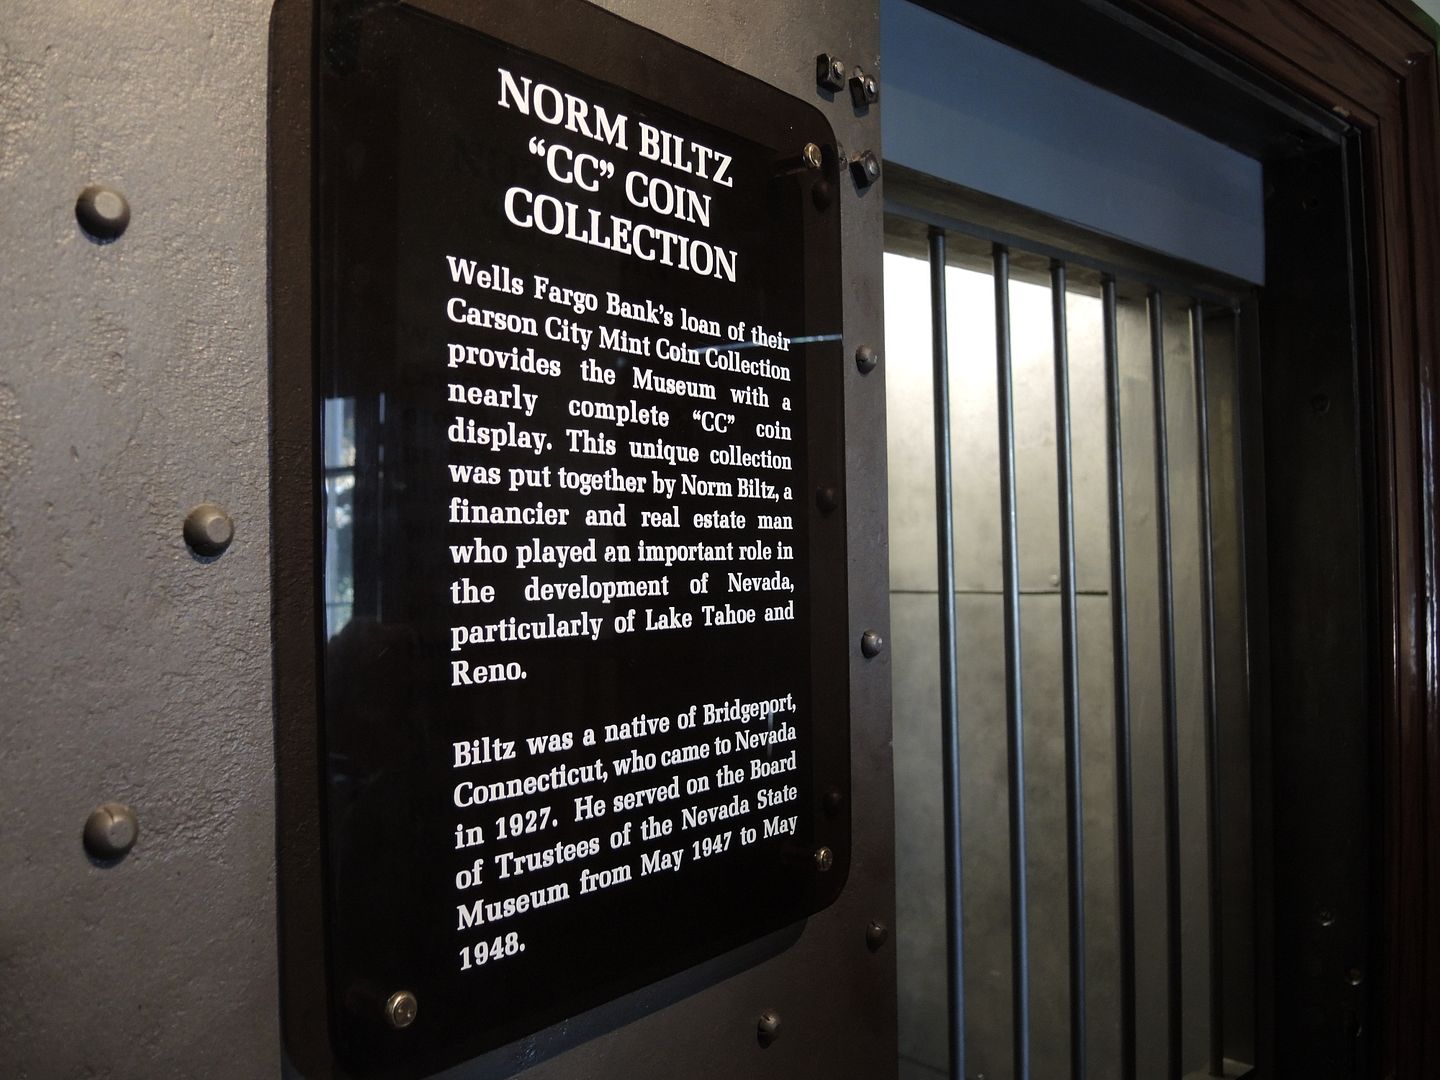 NORM BILTZ
“CC” COIN
COLLECTION
Wells Fargo Bank’s loan of their
Carson City Mint Coin Collection
provides the Museum with a
nearly complete “CC” coin
display. This unique collection
was put together by Norm Biltz, a
financier and real estate man
who played an important role in
the development of Nevada,
particularly of Lake Tahoe and
Reno.
Biltz was a native of Bridgeport,
Connecticut, who came to Nevada
in 1927. He served on the Board
of Trustees of the Nevada State
Museum from May 1947 to May
1948.